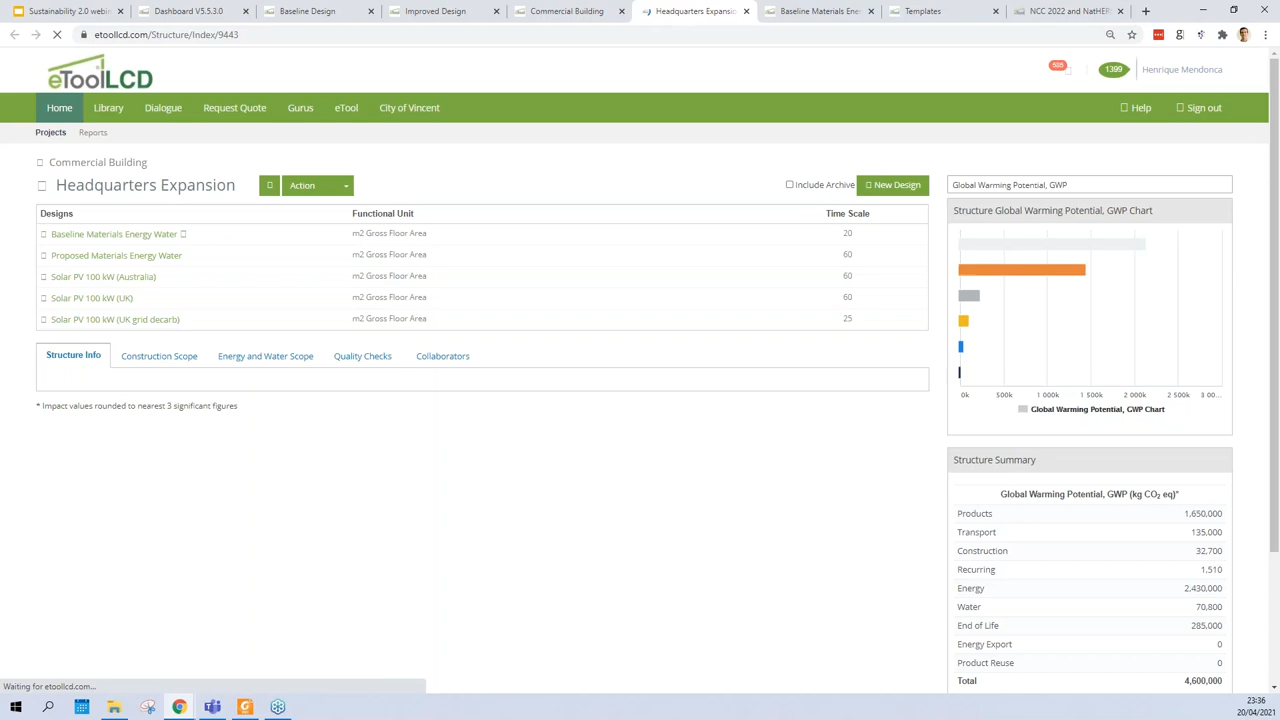 Sustainability 2.0 webin
Dashboard V5.5.3.0
Baseline Design
Improved Design
Commercial Building
Headquarters Expansion
Baseline Materials Ene
Templates
NCC 2022 and NatHER
etoollcd.com/Structure/Index/9443
eToolLCD
585
1399
Henrique Mendonca
Home Library Dialogue Request Quote Gurus eTool City of Vincent Help Sign out
Projects Reports
Commercial Building
Headquarters Expansion Action Include Archive New Design
Designs Functional Unit Time Scale
Baseline Materials Energy Water m2 Gross Floor Area 20
Proposed Materials Energy Water m2 Gross Floor Area 60
Solar PV 100 kW (Australia) m2 Gross Floor Area 60
Solar PV 100 kW (UK) m2 Gross Floor Area 60
Solar PV 100 kW (UK grid decarb) m2 Gross Floor Area 25
Structure Info Construction Scope Energy and Water Scope Quality Checks Collaborators
* Impact values rounded to nearest 3 significant figures
Global Warming Potential, GWP
Structure Global Warming Potential, GWP Chart
0k 500k 1 000k 1 500k 2 000k 2 500k 3 00...
Global Warming Potential, GWP Chart
Structure Summary
Global Warming Potential, GWP (kg CO₂ eq)*
Products 1,650,000
Transport 135,000
Construction 32,700
Recurring 1,510
Energy 2,430,000
Water 70,800
End of Life 285,000
Energy Export 0
Product Reuse 0
Total 4,600,000
Waiting for etoollcd.com...
23:36
20/04/2021